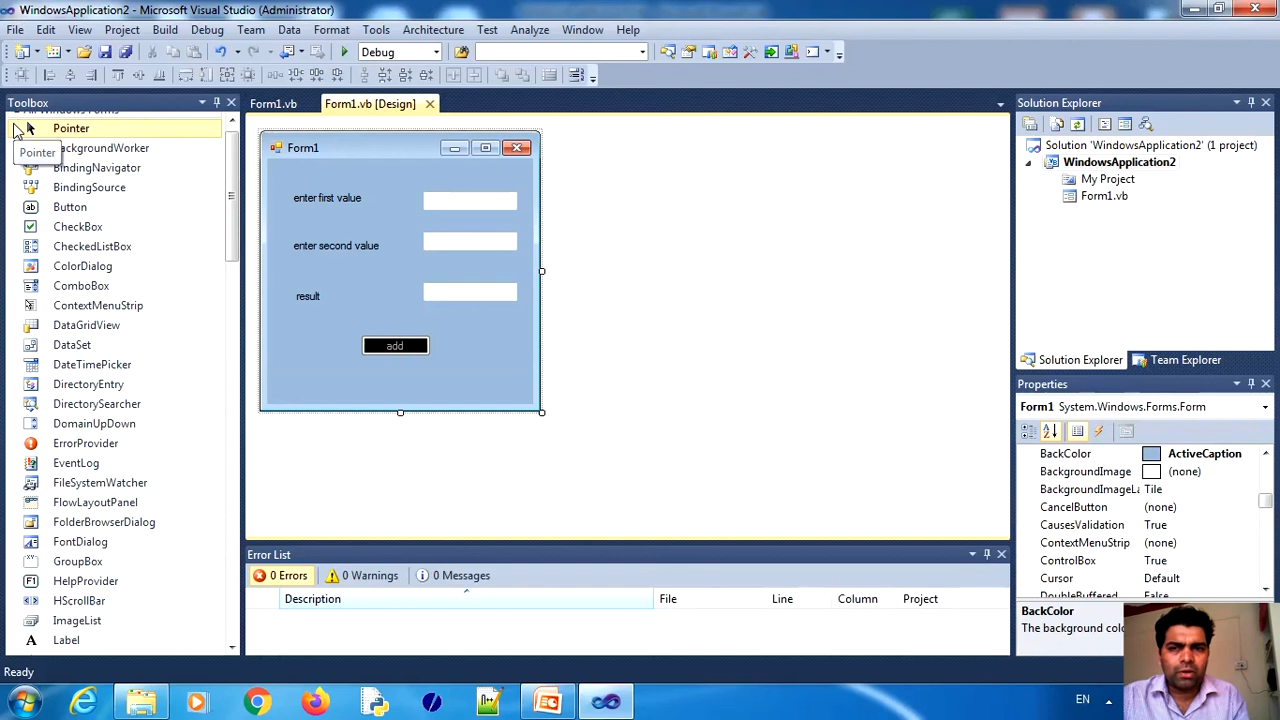 WindowsApplication2 - Microsoft Visual Studio (Administrator)
File Edit View Project Build Debug Team Data Format Tools Architecture Test Analyze Window Help
Debug
Toolbox
Pointer
Pointer
BackgroundWorker
BindingNavigator
BindingSource
Button
CheckBox
CheckedListBox
ColorDialog
ComboBox
ContextMenuStrip
DataGridView
DataSet
DateTimePicker
DirectoryEntry
DirectorySearcher
DomainUpDown
ErrorProvider
EventLog
FileSystemWatcher
FlowLayoutPanel
FolderBrowserDialog
FontDialog
GroupBox
HelpProvider
HScrollBar
ImageList
A Label
Form1.vb
Form1.vb [Design]
Form1
enter first value
enter second value
result
add
Error List
0 Errors 0 Warnings 0 Messages
Description File Line Column Project
Solution Explorer
Solution 'WindowsApplication2' (1 project)
WindowsApplication2
My Project
Form1.vb
Solution Explorer Team Explorer
Properties
Form1 System.Windows.Forms.Form
BackColor ActiveCaption
BackgroundImage (none)
BackgroundImageLa Tile
CancelButton (none)
CausesValidation True
ContextMenuStrip (none)
ControlBox True
Cursor Default
DoubleBuffered False
BackColor
The background colo
Ready
EN